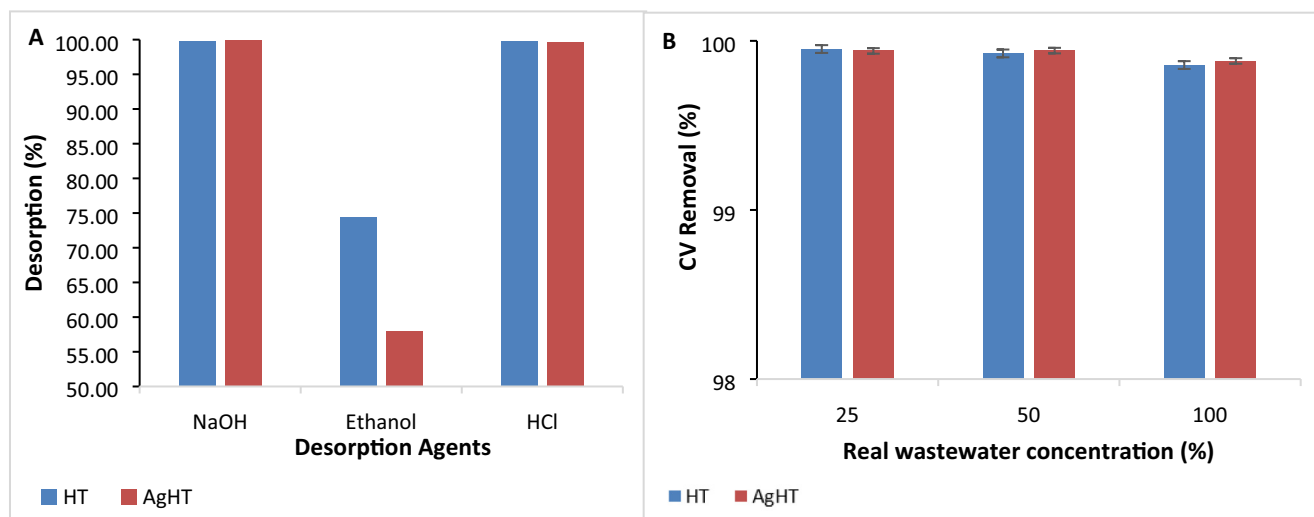 A
Desorption (%)
100.00
95.00
90.00
85.00
80.00
75.00
70.00
65.00
60.00
55.00
50.00
NaOH Ethanol HCl
Desorption Agents
HT AgHT
B
CV Removal (%)
100
99
98
25 50 100
Real wastewater concentration (%)
HT AgHT